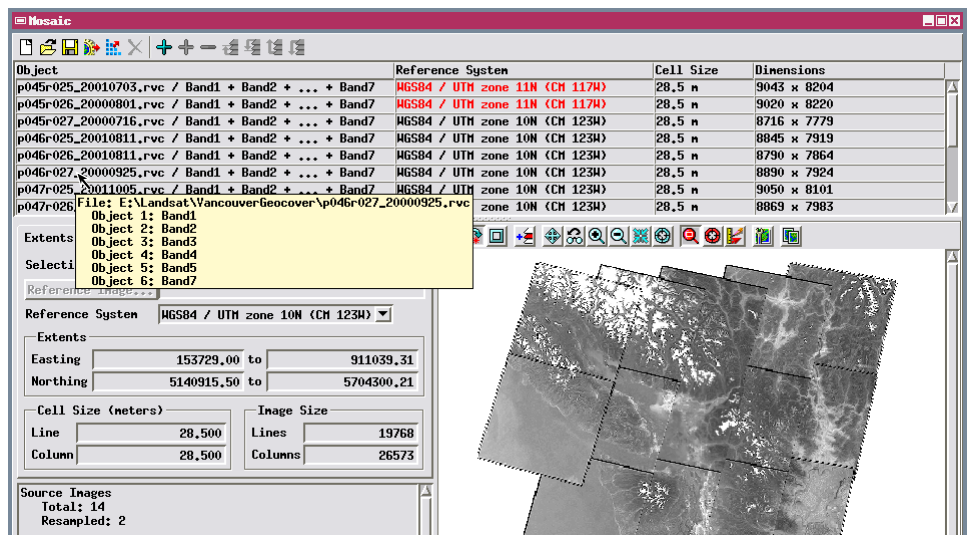 Mosaic
Object Reference System Cell Size Dimensions
p045r025_20010703.rvc / Band1 + Band2 + ... + Band7 WGS84 / UTM zone 11N (CM 117W) 28.5 m 9043 x 8204
p045r026_20000801.rvc / Band1 + Band2 + ... + Band7 WGS84 / UTM zone 11N (CM 117W) 28.5 m 9020 x 8220
p045r027_20000716.rvc / Band1 + Band2 + ... + Band7 WGS84 / UTM zone 10N (CM 123W) 28.5 m 8716 x 7779
p046r025_20010811.rvc / Band1 + Band2 + ... + Band7 WGS84 / UTM zone 10N (CM 123W) 28.5 m 8845 x 7919
p046r026_20010811.rvc / Band1 + Band2 + ... + Band7 WGS84 / UTM zone 10N (CM 123W) 28.5 m 8790 x 7864
p046r027_20000925.rvc / Band1 + Band2 + ... + Band7 WGS84 / UTM zone 10N (CM 123W) 28.5 m 8890 x 7924
p047r025_20011005.rvc / Band1 + Band2 + ... + Band7 WGS84 / UTM zone 10N (CM 123W) 28.5 m 9050 x 8101
p047r026 zone 10N (CM 123W) 28.5 m 8869 x 7983
File: E:\Landsat\VancouverGeocover\p046r027_20000925.rvc
Object 1: Band1
Object 2: Band2
Object 3: Band3
Object 4: Band4
Object 5: Band5
Object 6: Band7
Extents
Selecti
Reference Image...
Reference System WGS84 / UTM zone 10N (CM 123W)
Extents
Easting 153729.00 to 911039.31
Northing 5140915.50 to 5704300.21
Cell Size (meters) Image Size
Line 28.500 Lines 19768
Column 28.500 Columns 26573
Source Images
Total: 14
Resampled: 2